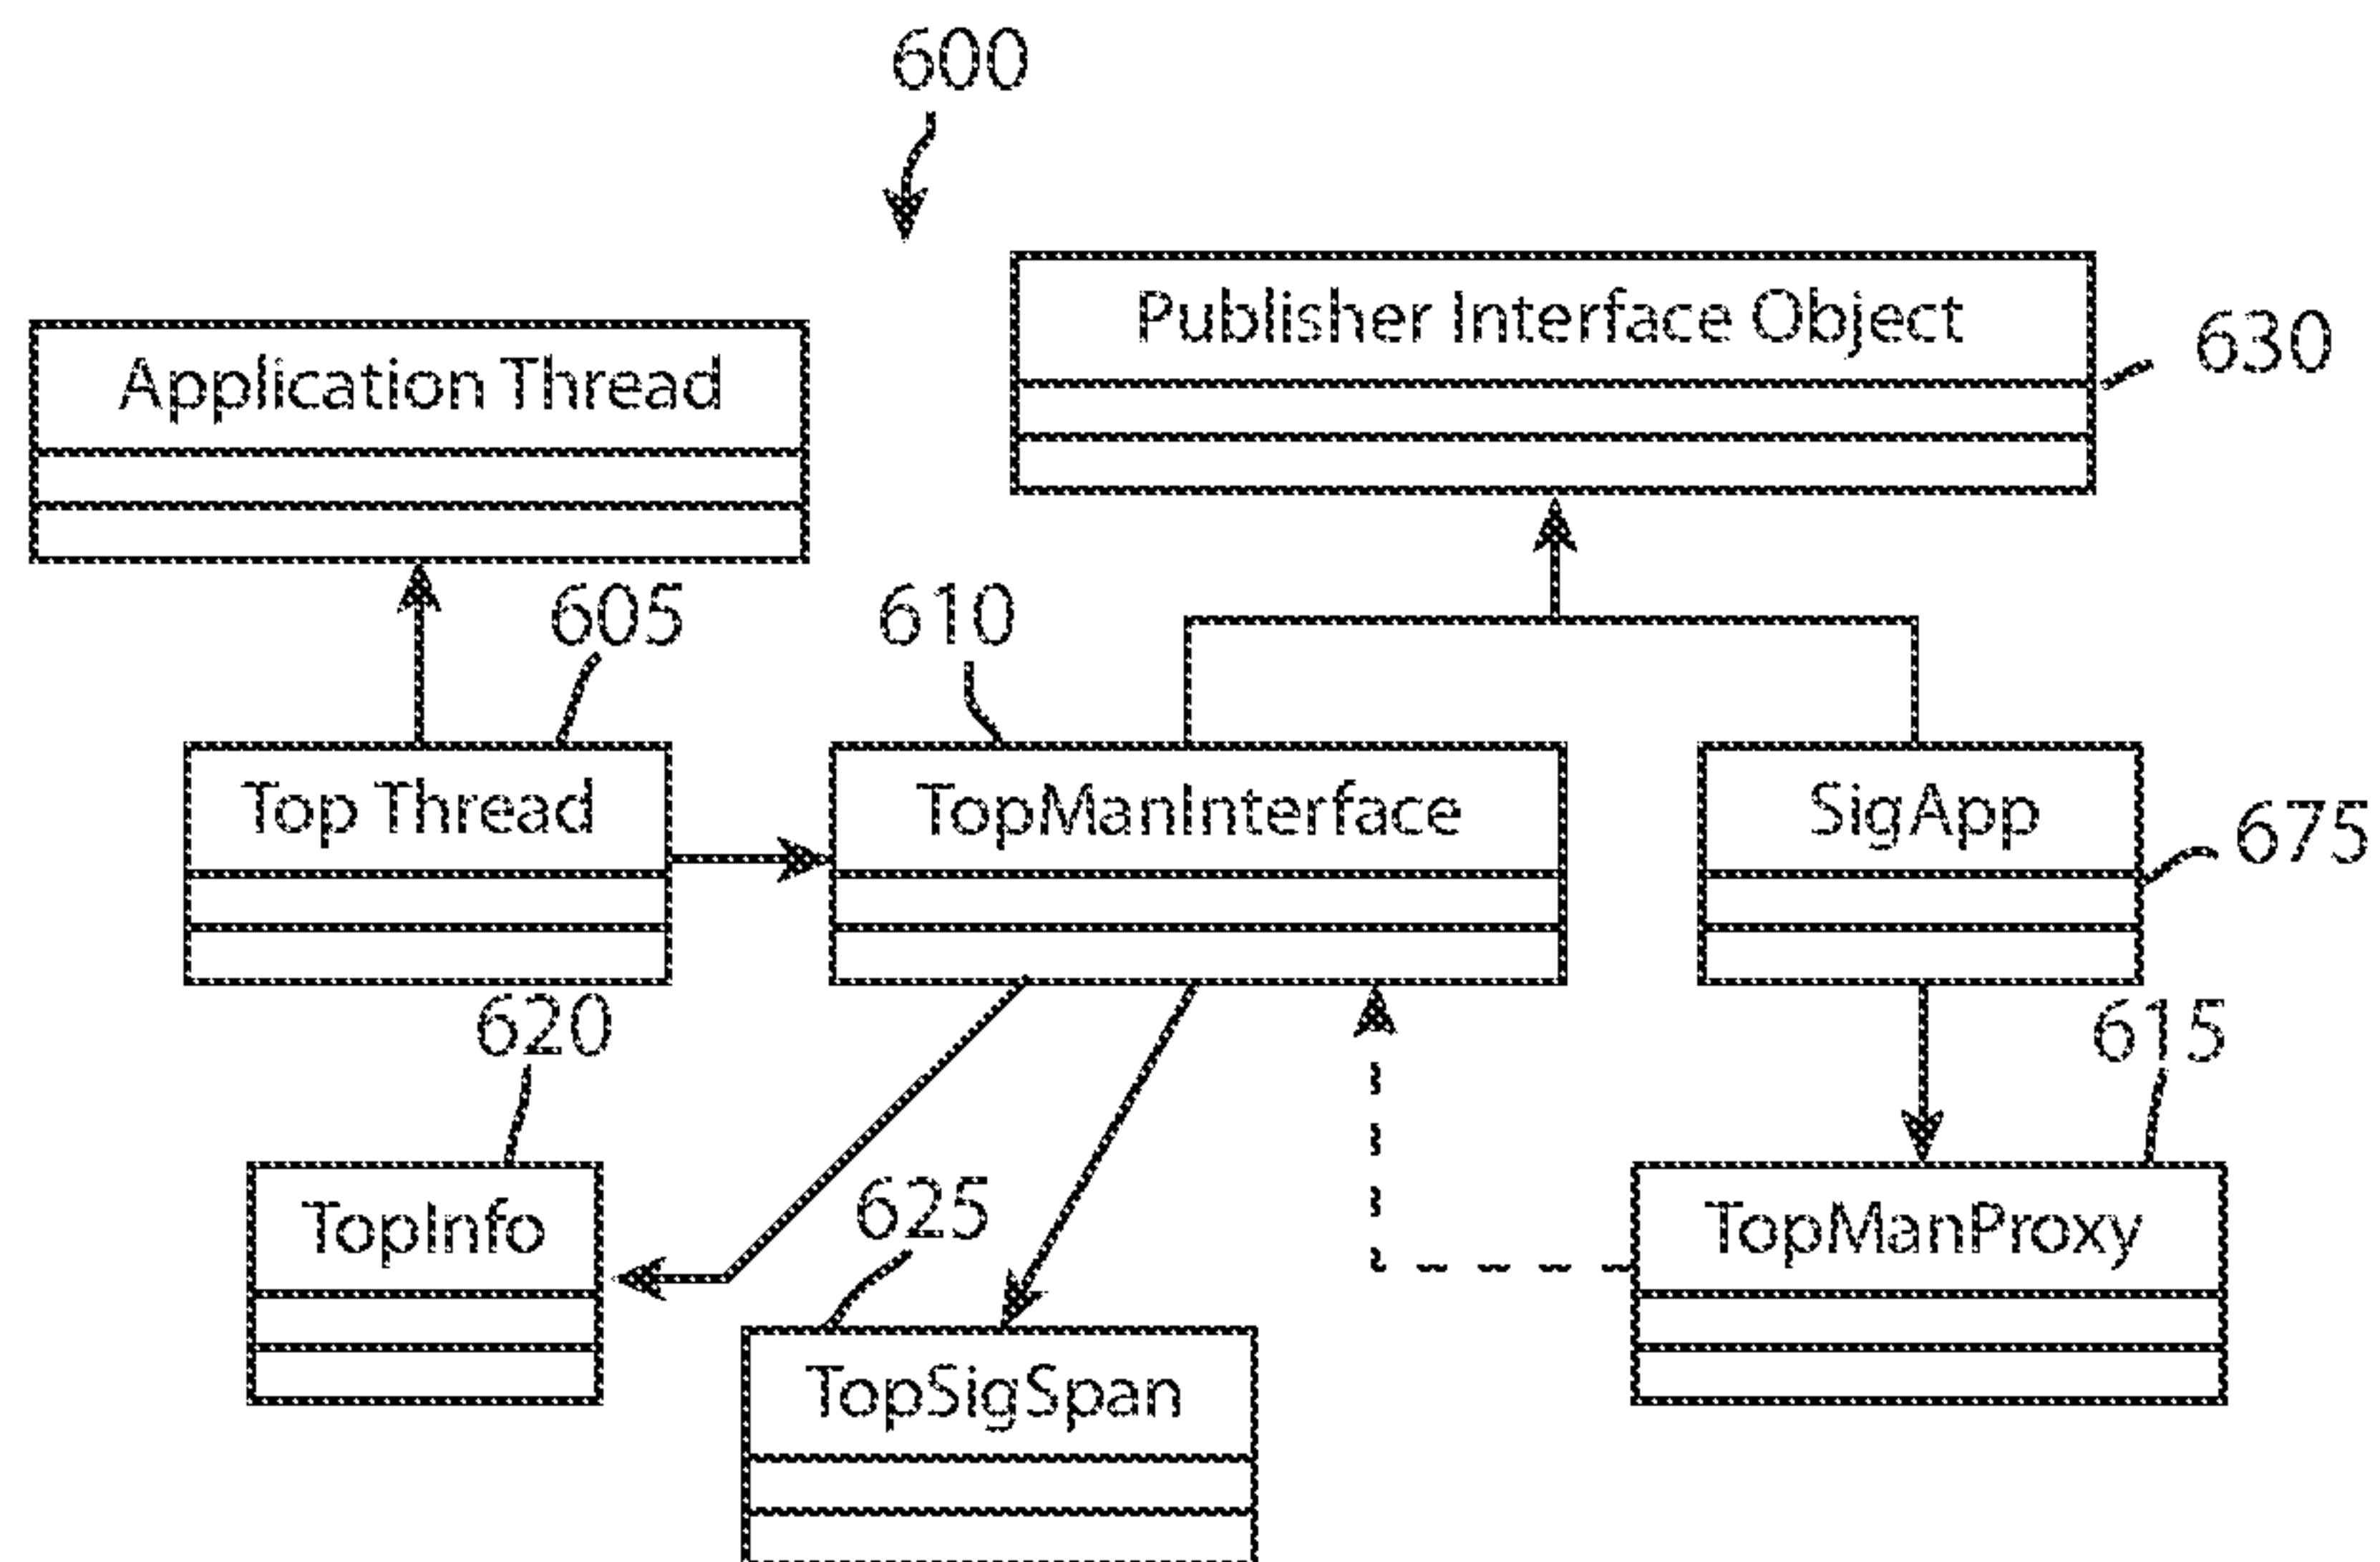 600
Publisher Interface Object
630
Application Thread
605
610
Top Thread
TopManInterface
SigApp
675
620
615
TopInfo
625
TopManProxy
TopSigSpan